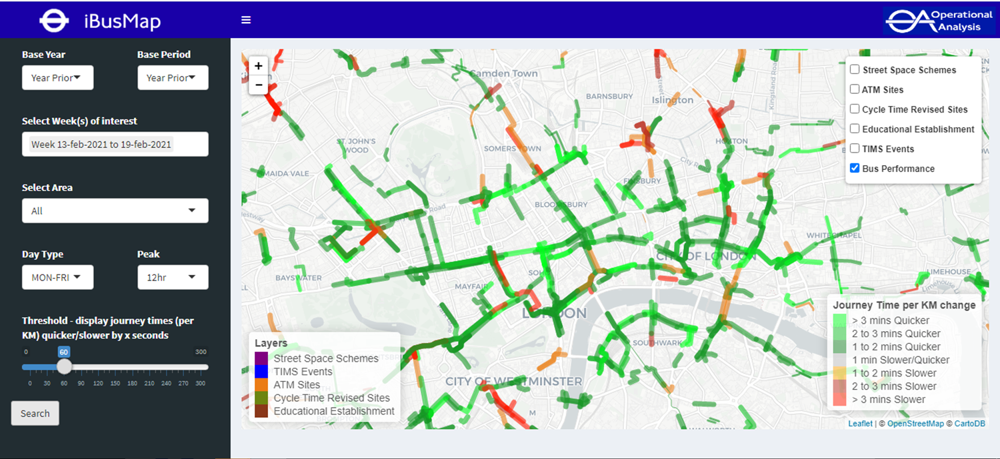 iBusMap
Operational
Analysis
Base Year
Base Period
Year Prior
Year Prior
Select Week(s) of interest
Week 13-feb-2021 to 19-feb-2021
Select Area
All
Day Type
Peak
MON-FRI
12hr
Threshold - display journey times (per
KM) quicker/slower by x seconds
0
60
300
0 30 60 90 120 150 180 210 240 270 300
Search
+
−
Street Space Schemes
ATM Sites
Cycle Time Revised Sites
Educational Establishment
TIMS Events
Bus Performance
Camden Town
BARNSBURY
Islington
Kingsland Road
ST. JOHN'S
WOOD
SOMERS TOWN
HOXTON
City
MAIDA VALE
FINSBURY
BLOOMSBURY
Road
WHITECHAPEL
CITY OF LONDON
BAYSWATER
SOHO
LIMEHOUSE
MAYFAIR
LONDON
SOUTHWARK
CITY OF WESTMINSTER
M
WALWORTH
Layers
Street Space Schemes
TIMS Events
ATM Sites
Cycle Time Revised Sites
Educational Establishment
Journey Time per KM change
> 3 mins Quicker
2 to 3 mins Quicker
1 to 2 mins Quicker
1 min Slower/Quicker
1 to 2 mins Slower
2 to 3 mins Slower
> 3 mins Slower
Leaflet | © OpenStreetMap © CartoDB